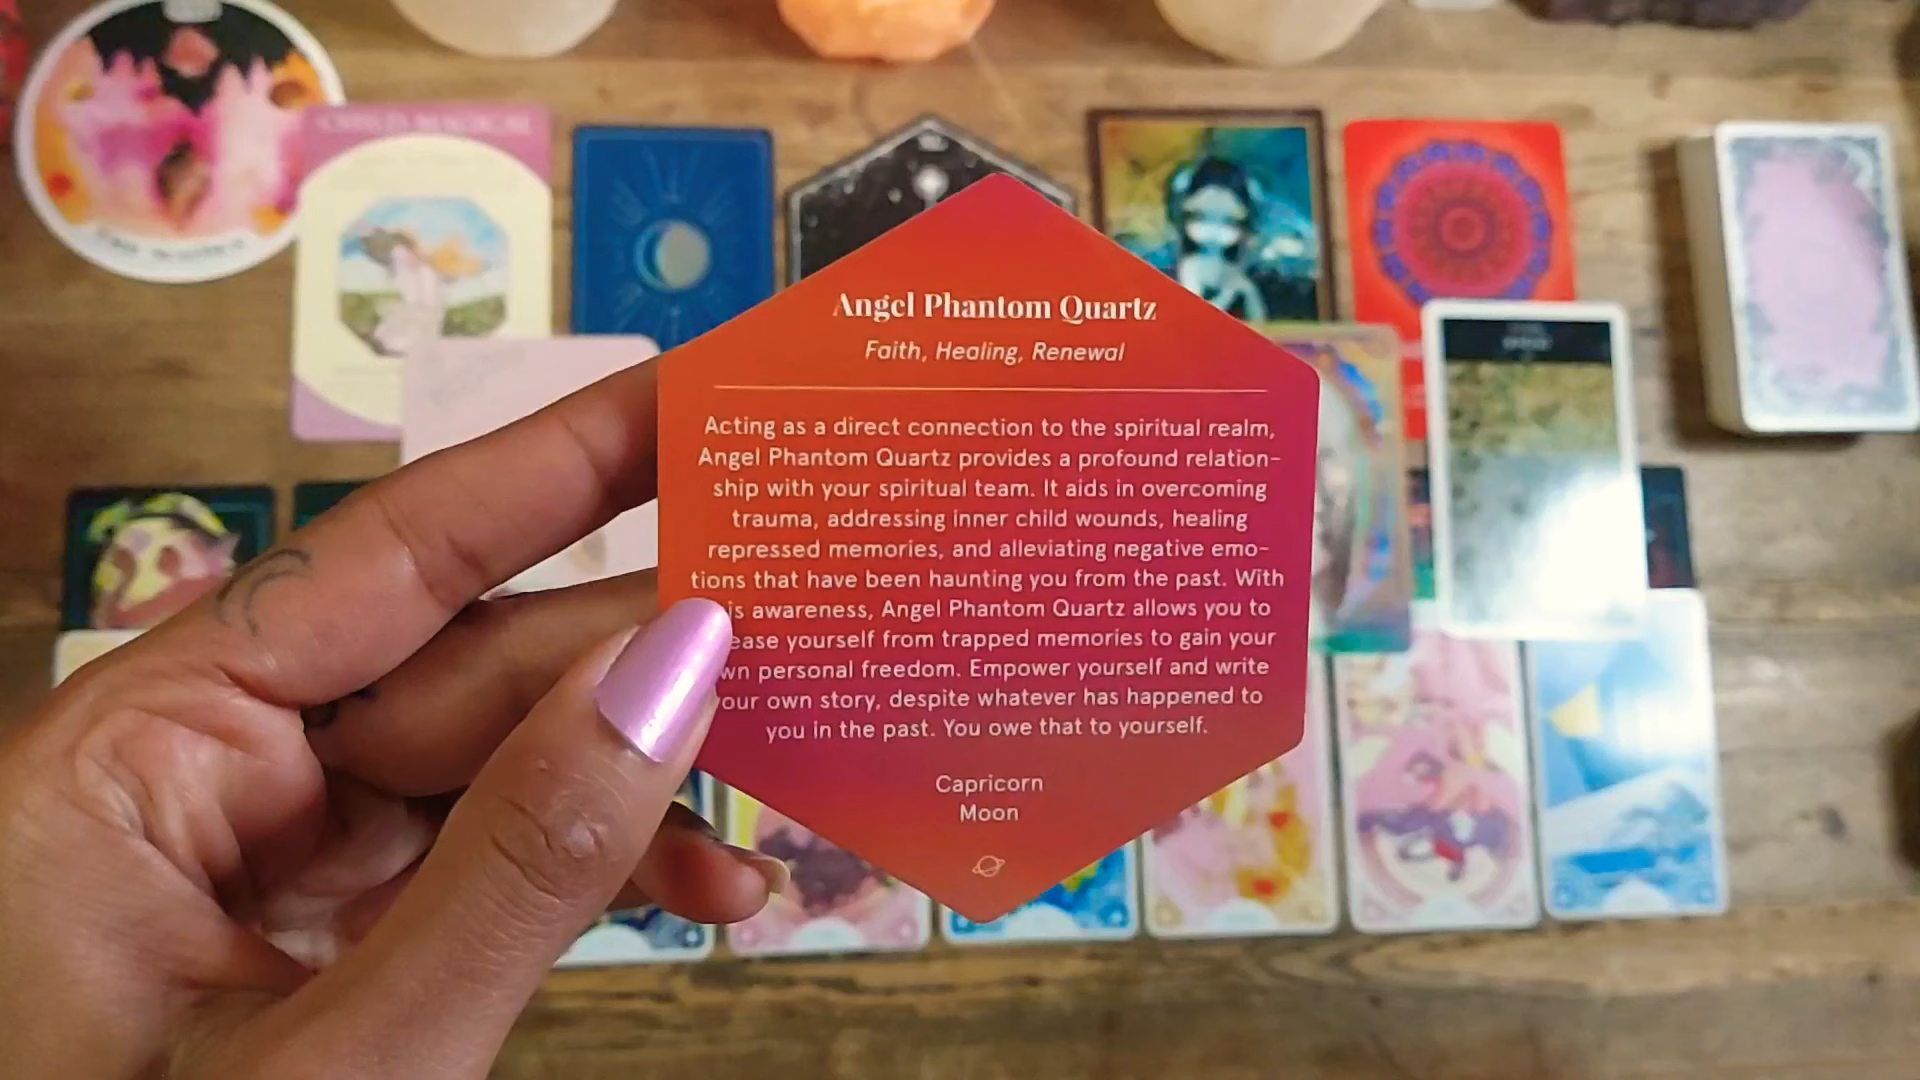 Angel Phantom Quartz
Faith, Healing, Renewal
Acting as a direct connection to the spiritual realm,
Angel Phantom Quartz provides a profound relation-
ship with your spiritual team. It aids in overcoming
trauma, addressing inner child wounds, healing
repressed memories, and alleviating negative emo-
tions that have been haunting you from the past. With
is awareness, Angel Phantom Quartz allows you to
ease yourself from trapped memories to gain your
wn personal freedom. Empower yourself and write
our own story, despite whatever has happened to
you in the past. You owe that to yourself.
Capricorn
Moon